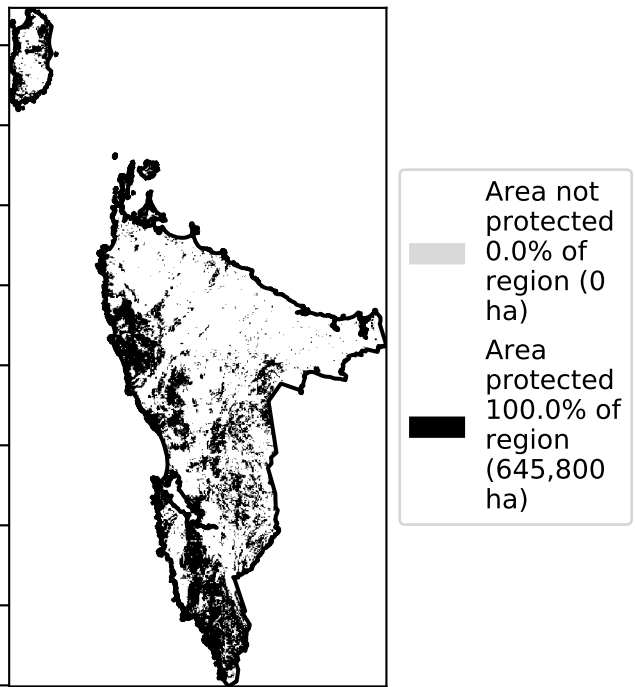 Area not
protected
0.0% of
region (0
ha)
Area
protected
100.0% of
region
(645,800
ha)